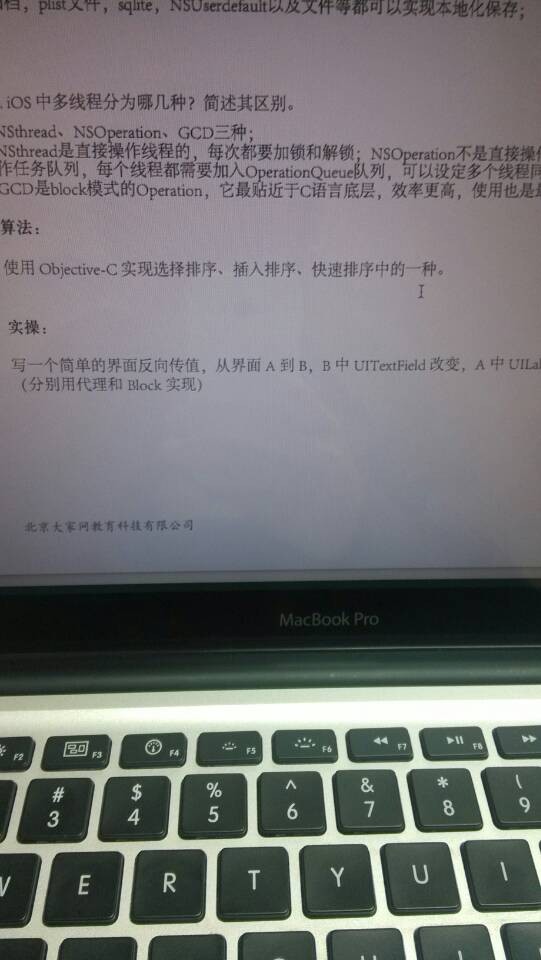 档，plist文件，sqlite，NSUserdefault以及文件等都可以实现本地化保存；
. iOS 中多线程分为哪几种？简述其区别。
NSthread、NSOperation、GCD三种；
NSthread是直接操作线程的，每次都要加锁和解锁；NSOperation不是直接操作
作任务队列，每个线程都需要加入OperationQueue队列，可以设定多个线程同
GCD是block模式的Operation，它最贴近于C语言底层，效率更高，使用也是最
算法：
使用 Objective-C 实现选择排序、插入排序、快速排序中的一种。
实操：
写一个简单的界面反向传值，从界面 A 到 B，B 中 UITextField 改变，A 中 UILa
（分别用代理和 Block 实现）
北京大家网教育科技有限公司
MacBook Pro
F2 F3 F4 F5 F6 F7 F8
# $ % ^ & * (
3 4 5 6 7 8 9
W E R T Y U I